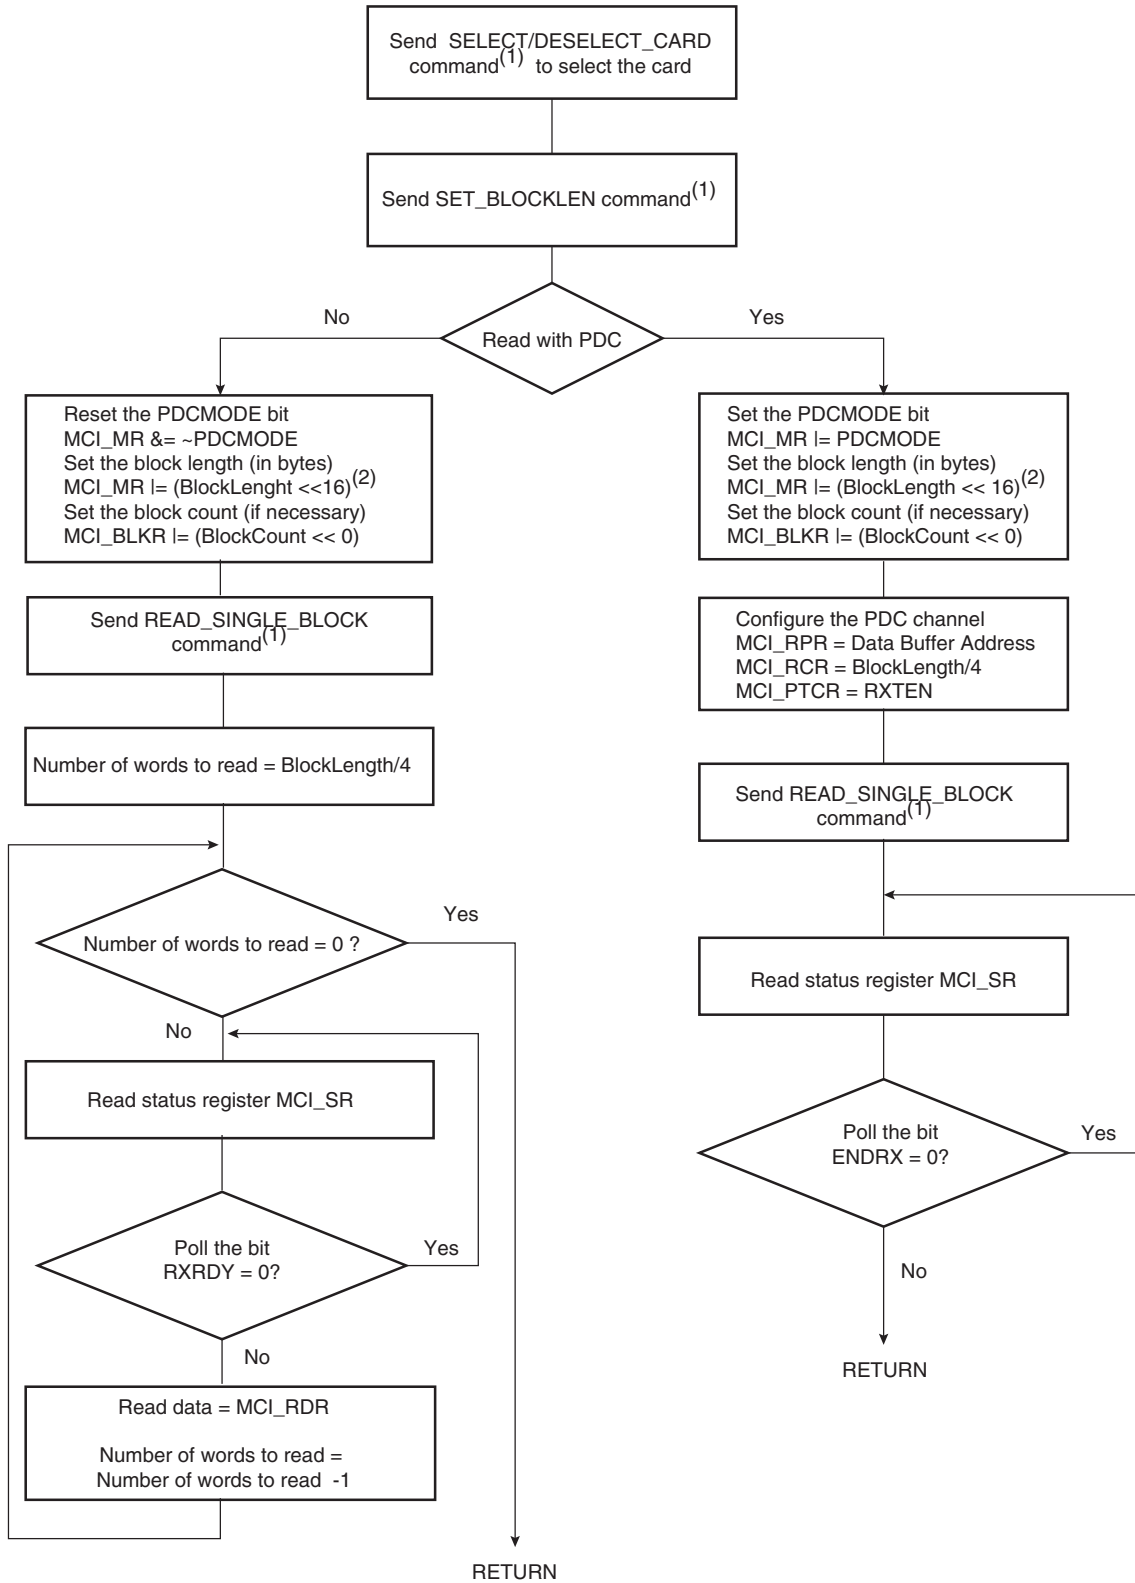 Send SELECT/DESELECT_CARD
command(1) to select the card
Send SET_BLOCKLEN command(1)
No
Read with PDC
Yes
Reset the PDCMODE bit
MCI_MR &= ~PDCMODE
Set the block length (in bytes)
MCI_MR |= (BlockLenght <<16)(2)
Set the block count (if necessary)
MCI_BLKR |= (BlockCount << 0)
Send READ_SINGLE_BLOCK
command(1)
Number of words to read = BlockLength/4
Number of words to read = 0 ?
Yes
No
Read status register MCI_SR
Poll the bit
RXRDY = 0?
Yes
No
Read data = MCI_RDR
Number of words to read =
Number of words to read -1
RETURN
Set the PDCMODE bit
MCI_MR |= PDCMODE
Set the block length (in bytes)
MCI_MR |= (BlockLength << 16)(2)
Set the block count (if necessary)
MCI_BLKR |= (BlockCount << 0)
Configure the PDC channel
MCI_RPR = Data Buffer Address
MCI_RCR = BlockLength/4
MCI_PTCR = RXTEN
Send READ_SINGLE_BLOCK
command(1)
Read status register MCI_SR
Poll the bit
ENDRX = 0?
Yes
No
RETURN